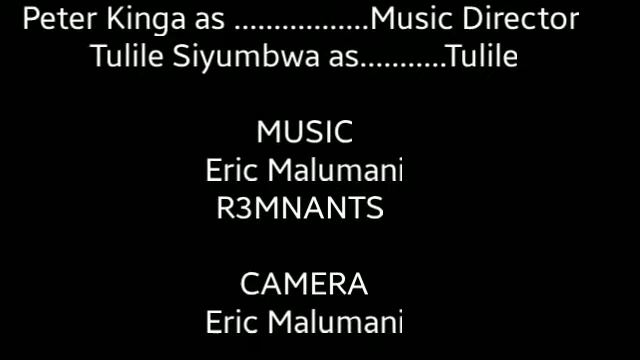 Peter Kinga as .................Music Director
Tulile Siyumbwa as...........Tulile
MUSIC
Eric Malumani
R3MNANTS
CAMERA
Eric Malumani